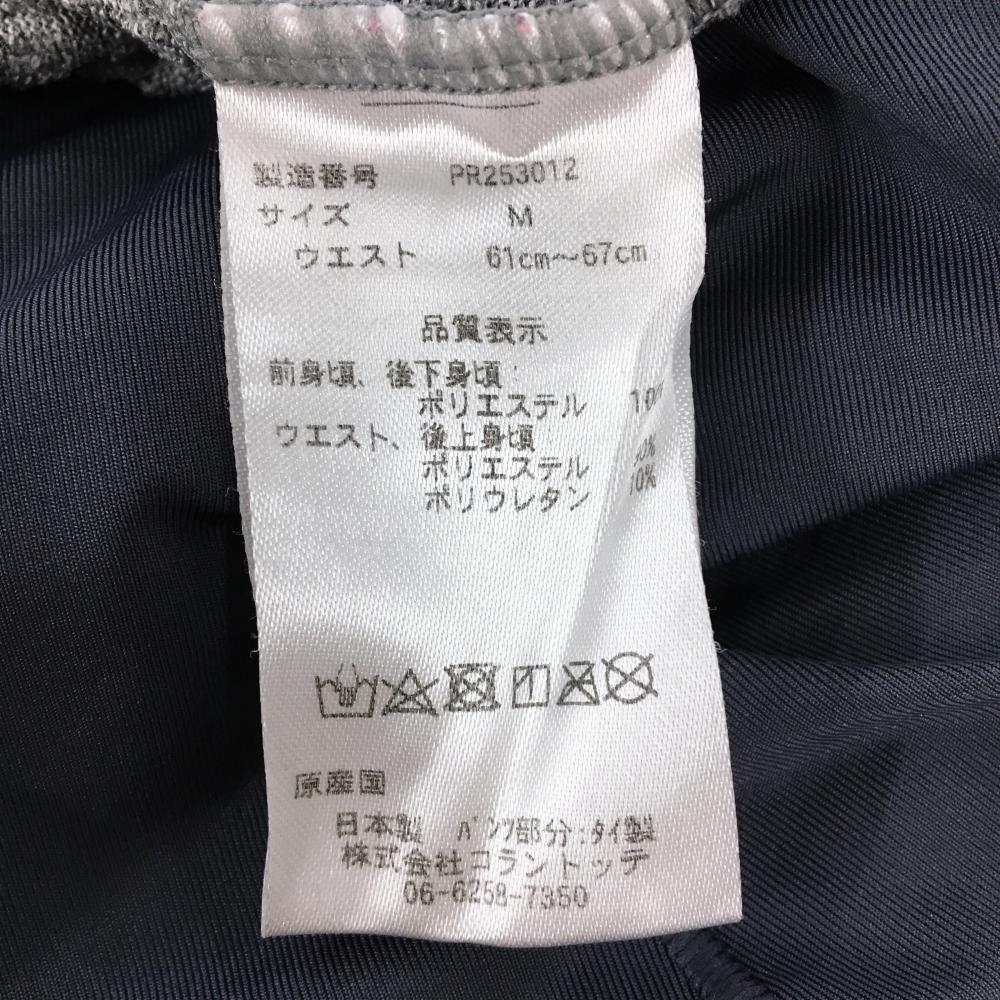 製造番号 PR253012
サイズ M
ウエスト 61cm～67cm
品質表示
前身頃、後下身頃:
ポリエステル
ウエスト、後上身頃:
ポリエステル
ポリウレタン
原産国
日本製 ﾊﾟﾝﾂ部分:ﾀｲ製
株式会社コラントッテ
06-6258-7350